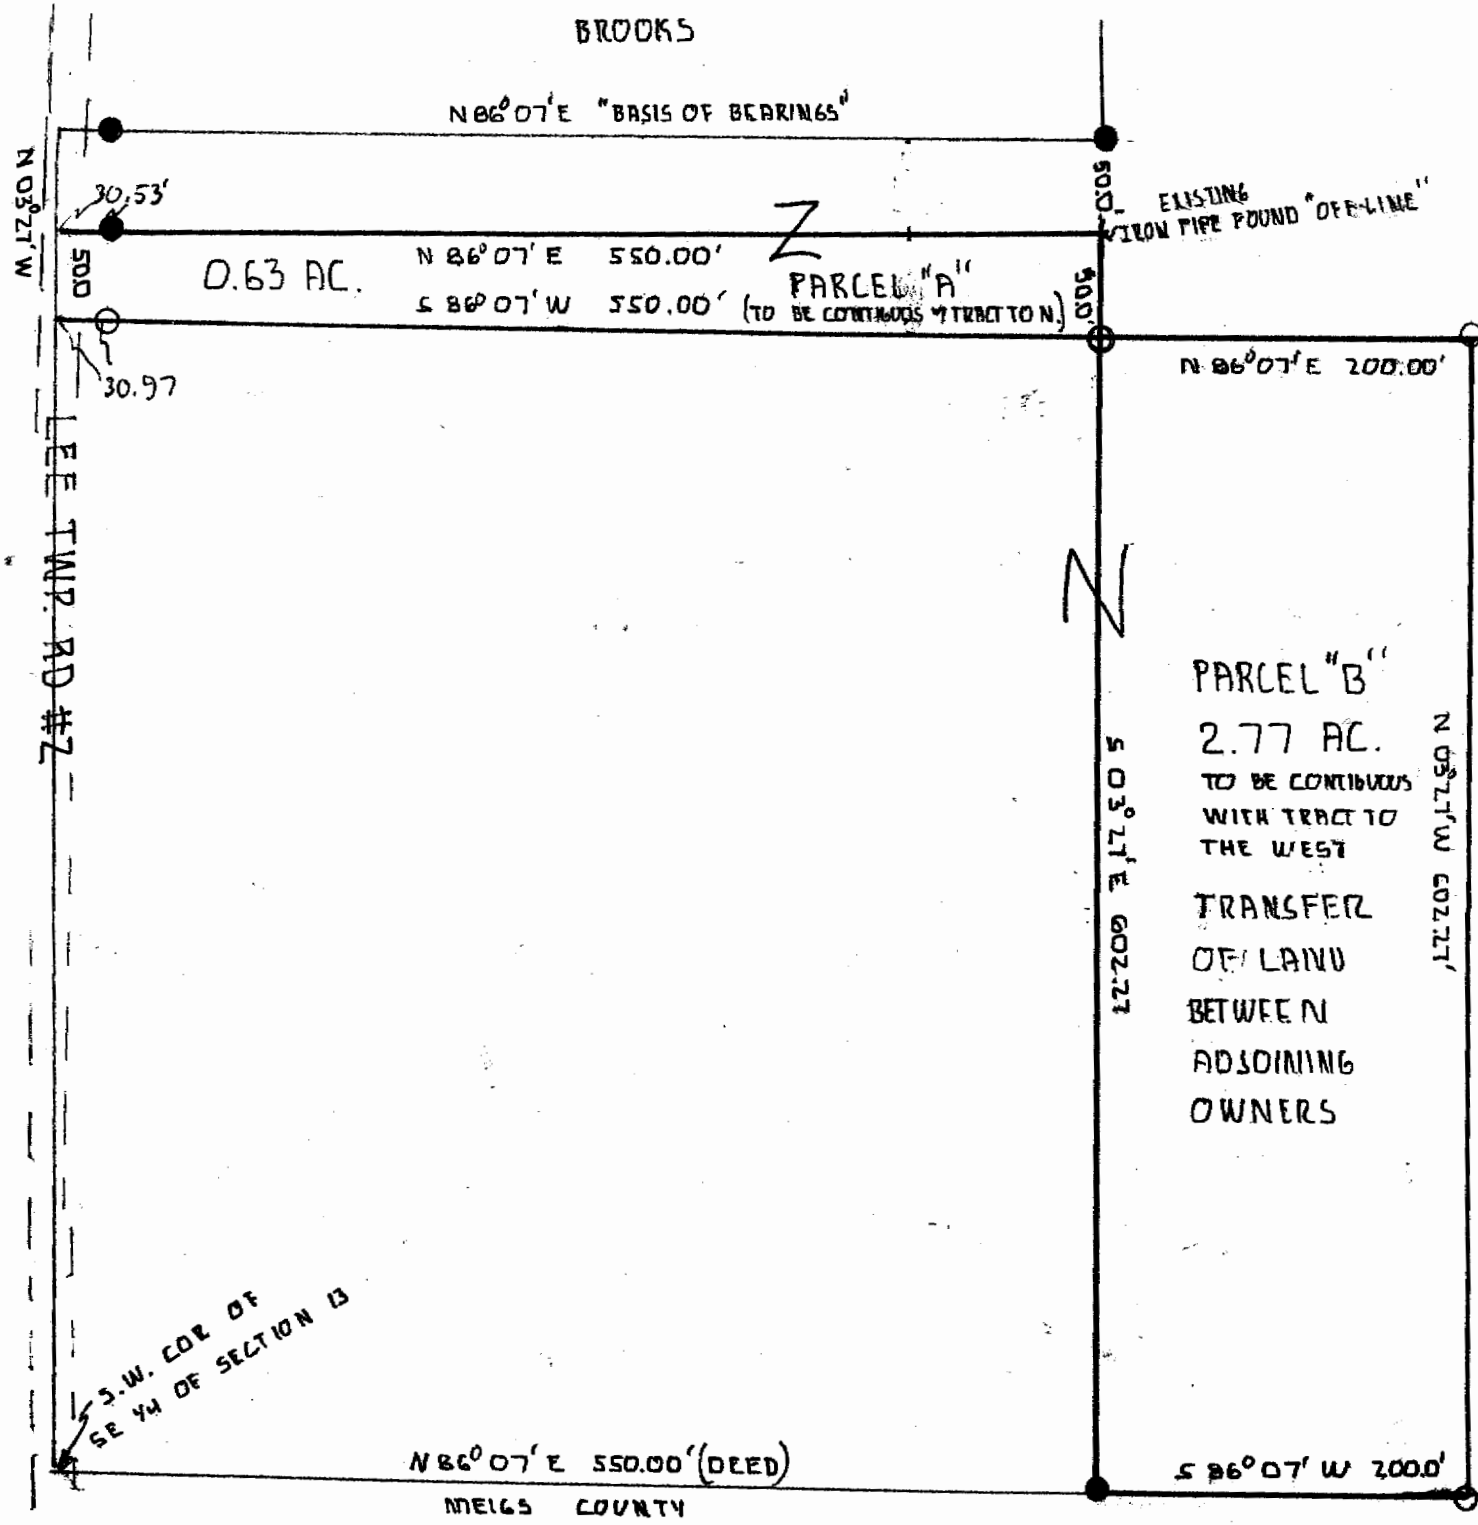 BROOKS
N 86° 07' E "BASIS OF BEARINGS"
N 03° 27' W
30.53'
50.0'
EXISTING
IRON PIPE FOUND "OFF-LINE"
50.0
0.63 AC.
N 86° 07' E 550.00'
S 86° 07' W 550.00'
Z
PARCEL "A"
(TO BE CONTIGUOS W TRACT TO N.)
50.0'
30.97
N 86° 07' E 200.00'
LEE TWP. RD #2
N
S 03° 27' E 602.27
PARCEL "B"
2.77 AC.
TO BE CONTIGUOUS
WITH TRACT TO
THE WEST
TRANSFER
OF LAND
BETWEEN
ADJOINING
OWNERS
N 03° 27' W 602.27'
S.W. COR OF
SE 1/4 OF SECTION 13
N 86° 07' E 550.00' (DEED)
MEIGS COUNTY
S 86° 07' W 200.0'